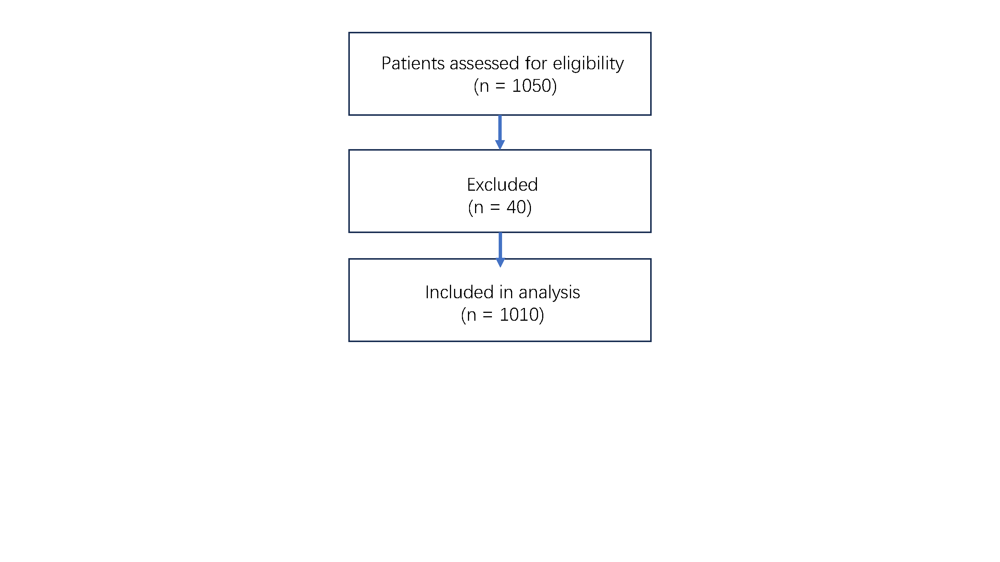 Patients assessed for eligibility
(n = 1050)
Excluded
(n = 40)
Included in analysis
(n = 1010)